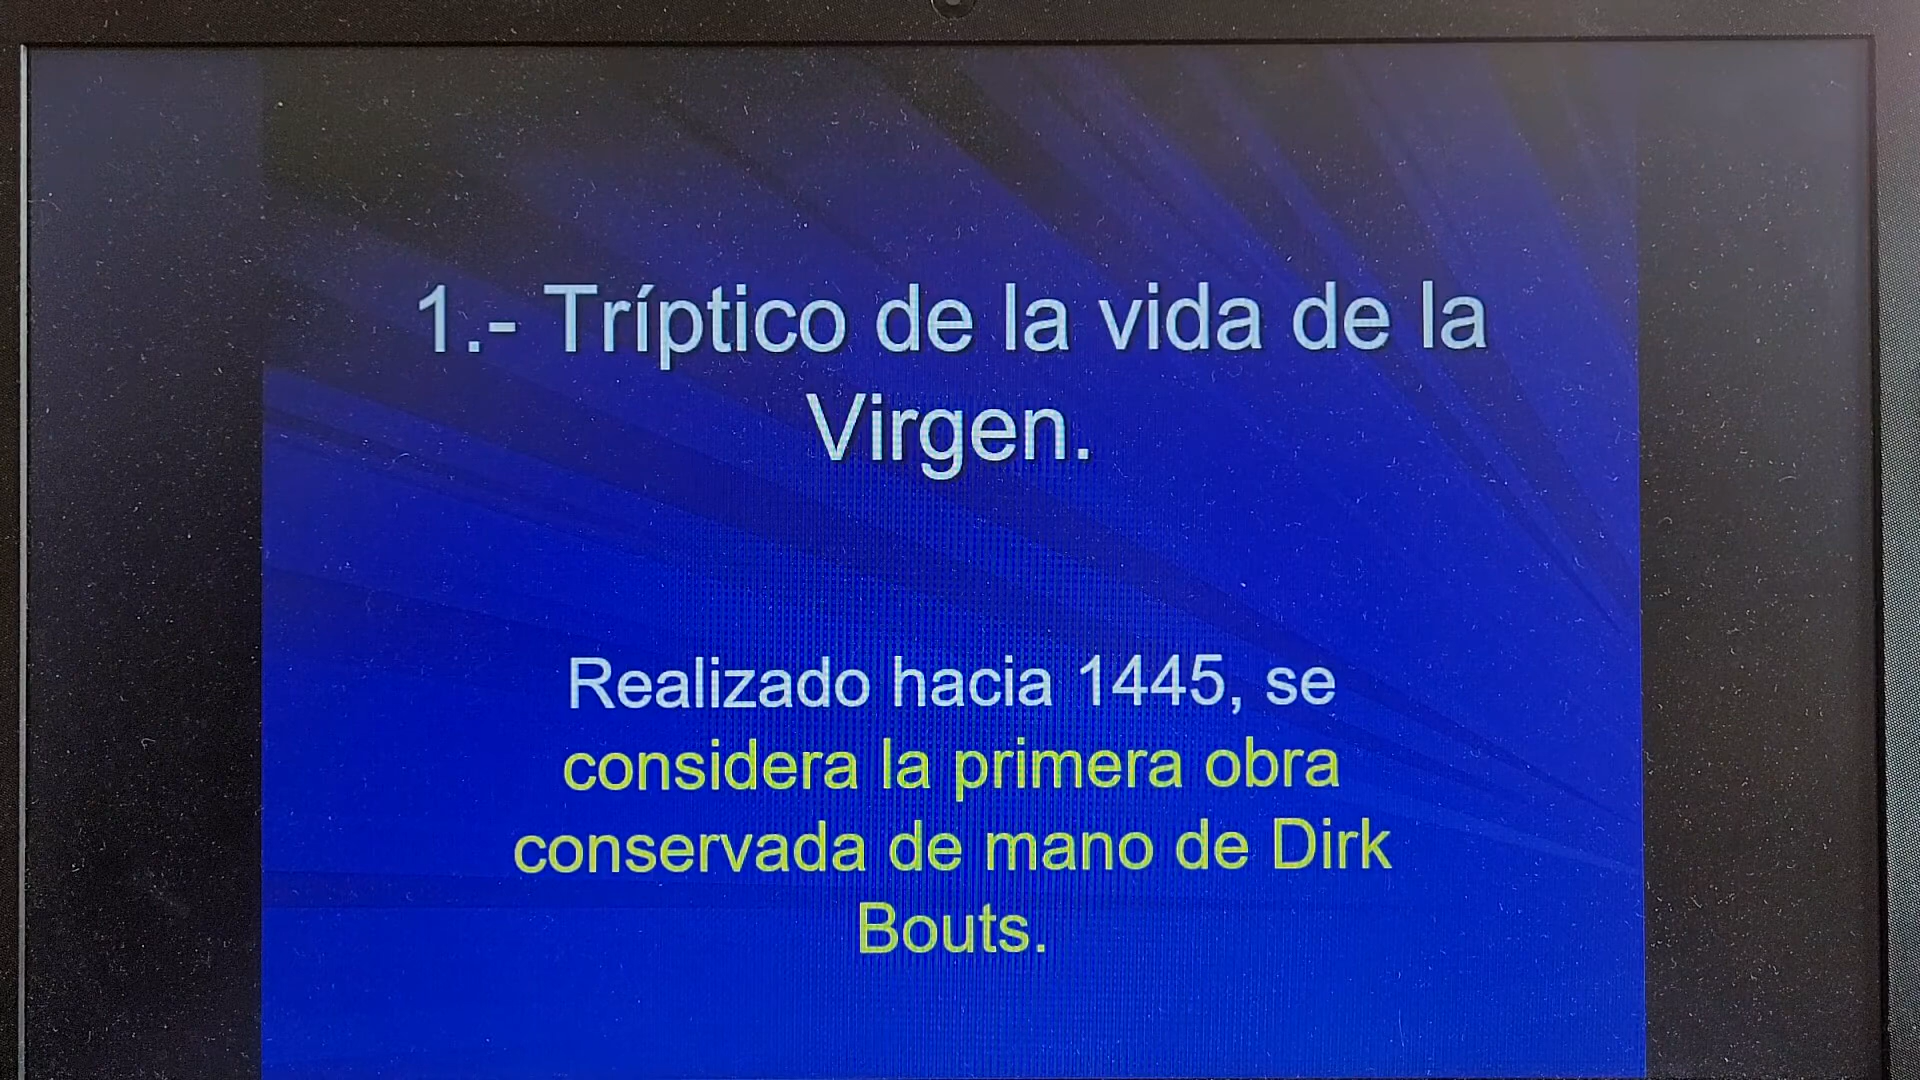 1.- Tríptico de la vida de la
Virgen.
Realizado hacia 1445, se
considera la primera obra
conservada de mano de Dirk
Bouts.